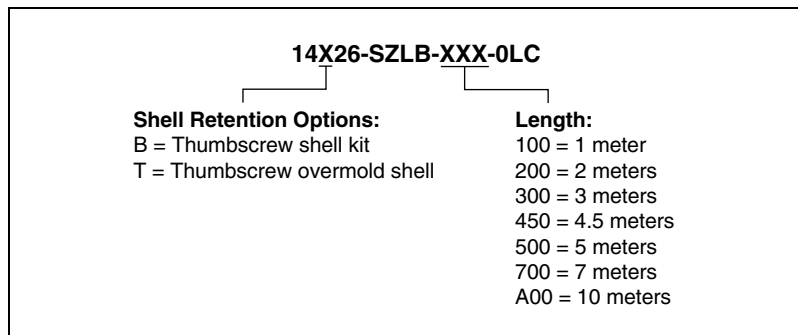 14X26-SZLB-XXX-0LC
Shell Retention Options:
B = Thumbscrew shell kit
T = Thumbscrew overmold shell
Length:
100 = 1 meter
200 = 2 meters
300 = 3 meters
450 = 4.5 meters
500 = 5 meters
700 = 7 meters
A00 = 10 meters